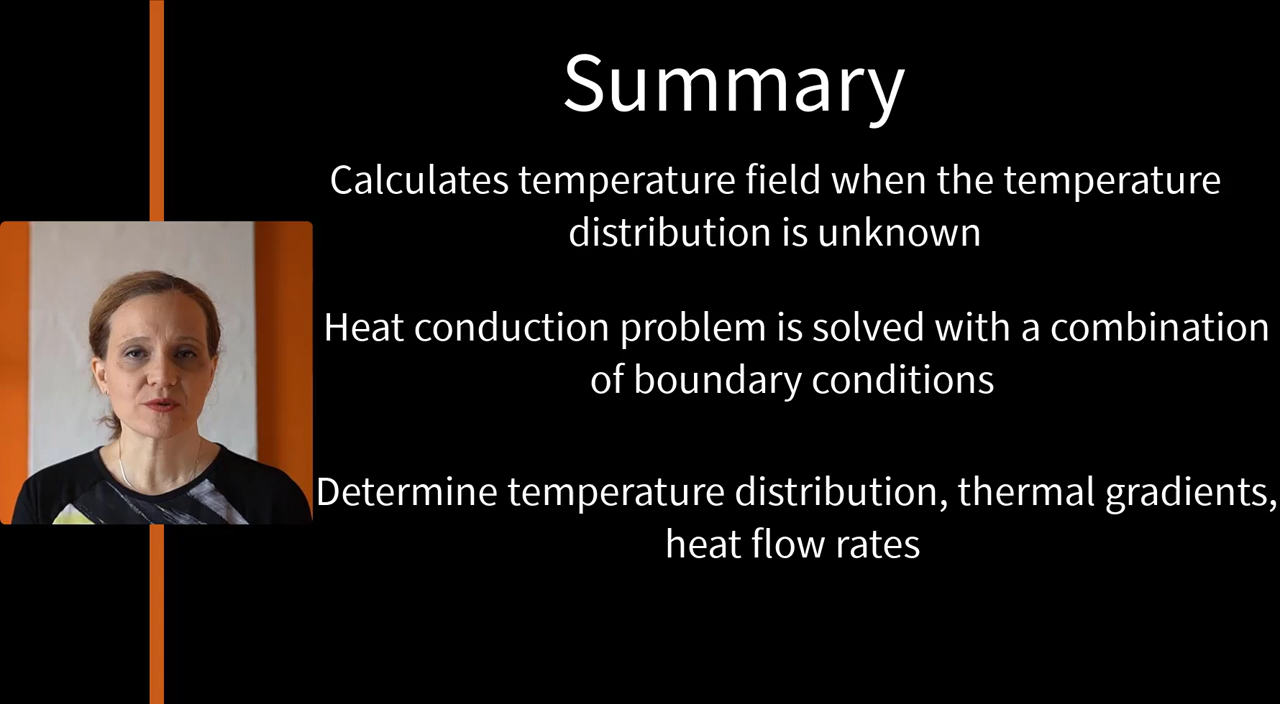 Summary
Calculates temperature field when the temperature
distribution is unknown
Heat conduction problem is solved with a combination
of boundary conditions
Determine temperature distribution, thermal gradients,
heat flow rates